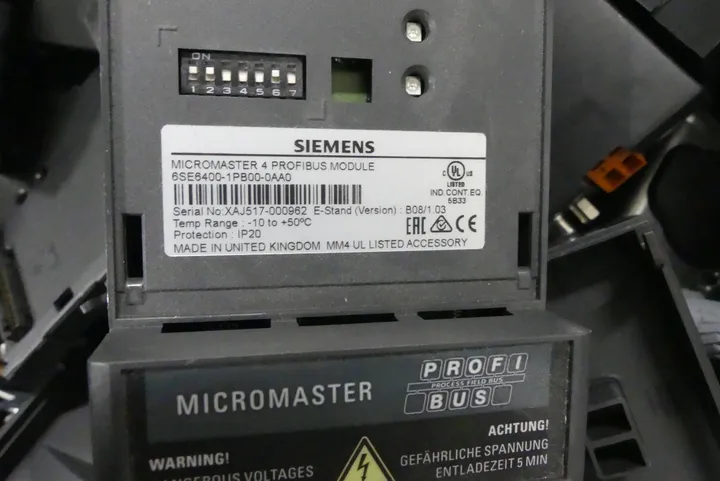 ON
1 2 3 4 5 6 7
SIEMENS
MICROMASTER 4 PROFIBUS MODULE
6SE6400-1PB00-0AA0
C UL US
LISTED
IND.CONT.EQ.
5B33
Serial No:XAJ517-000962 E-Stand (Version) : B08/1.03
Temp Range : -10 to +50ºC
Protection : IP20
EAC CE
MADE IN UNITED KINGDOM MM4 UL LISTED ACCESSORY
MICROMASTER
PROFI
PROCESS FIELD BUS
BUS
WARNING!
VOLTAGES
ACHTUNG!
GEFÄHRLICHE SPANNUNG
ENTLADEZEIT 5 MIN